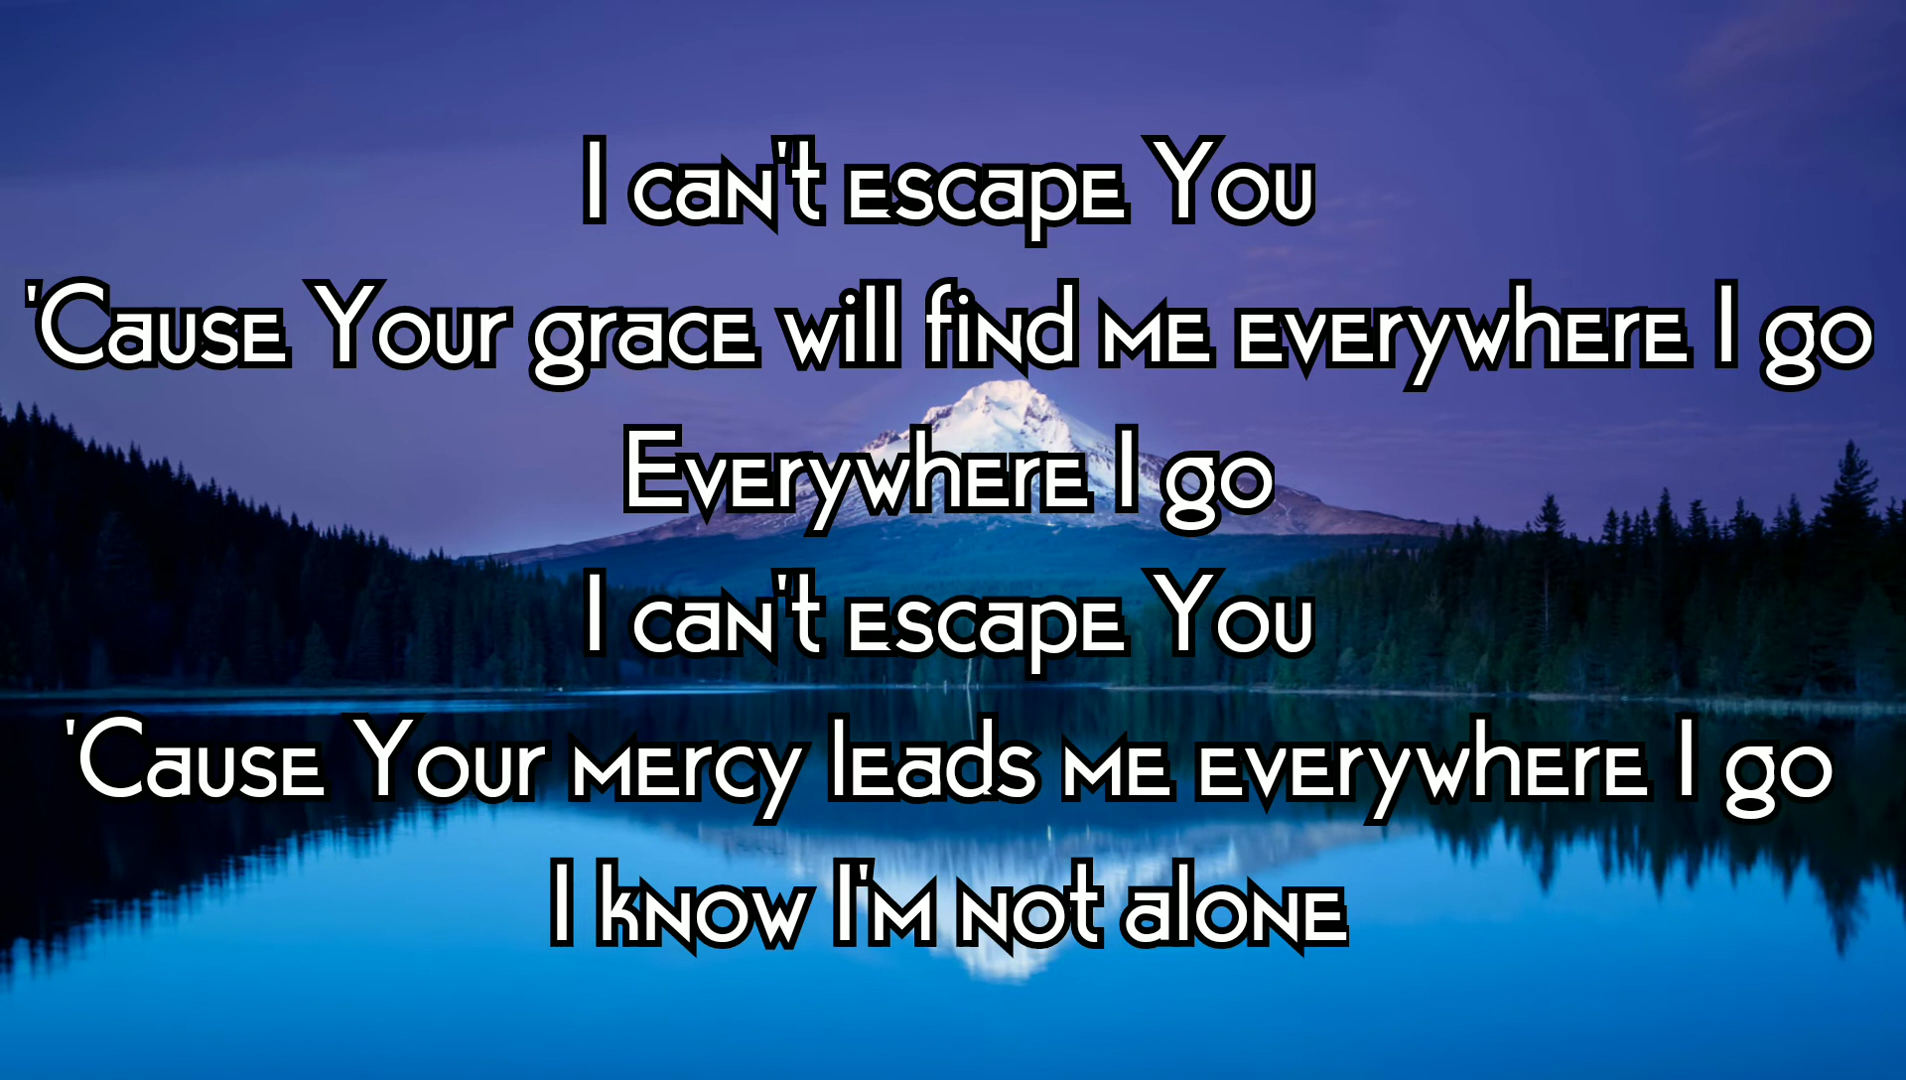 I can't escape You
'Cause Your grace will find me everywhere I go
Everywhere I go
I can't escape You
'Cause Your mercy leads me everywhere I go
I know I'm not alone